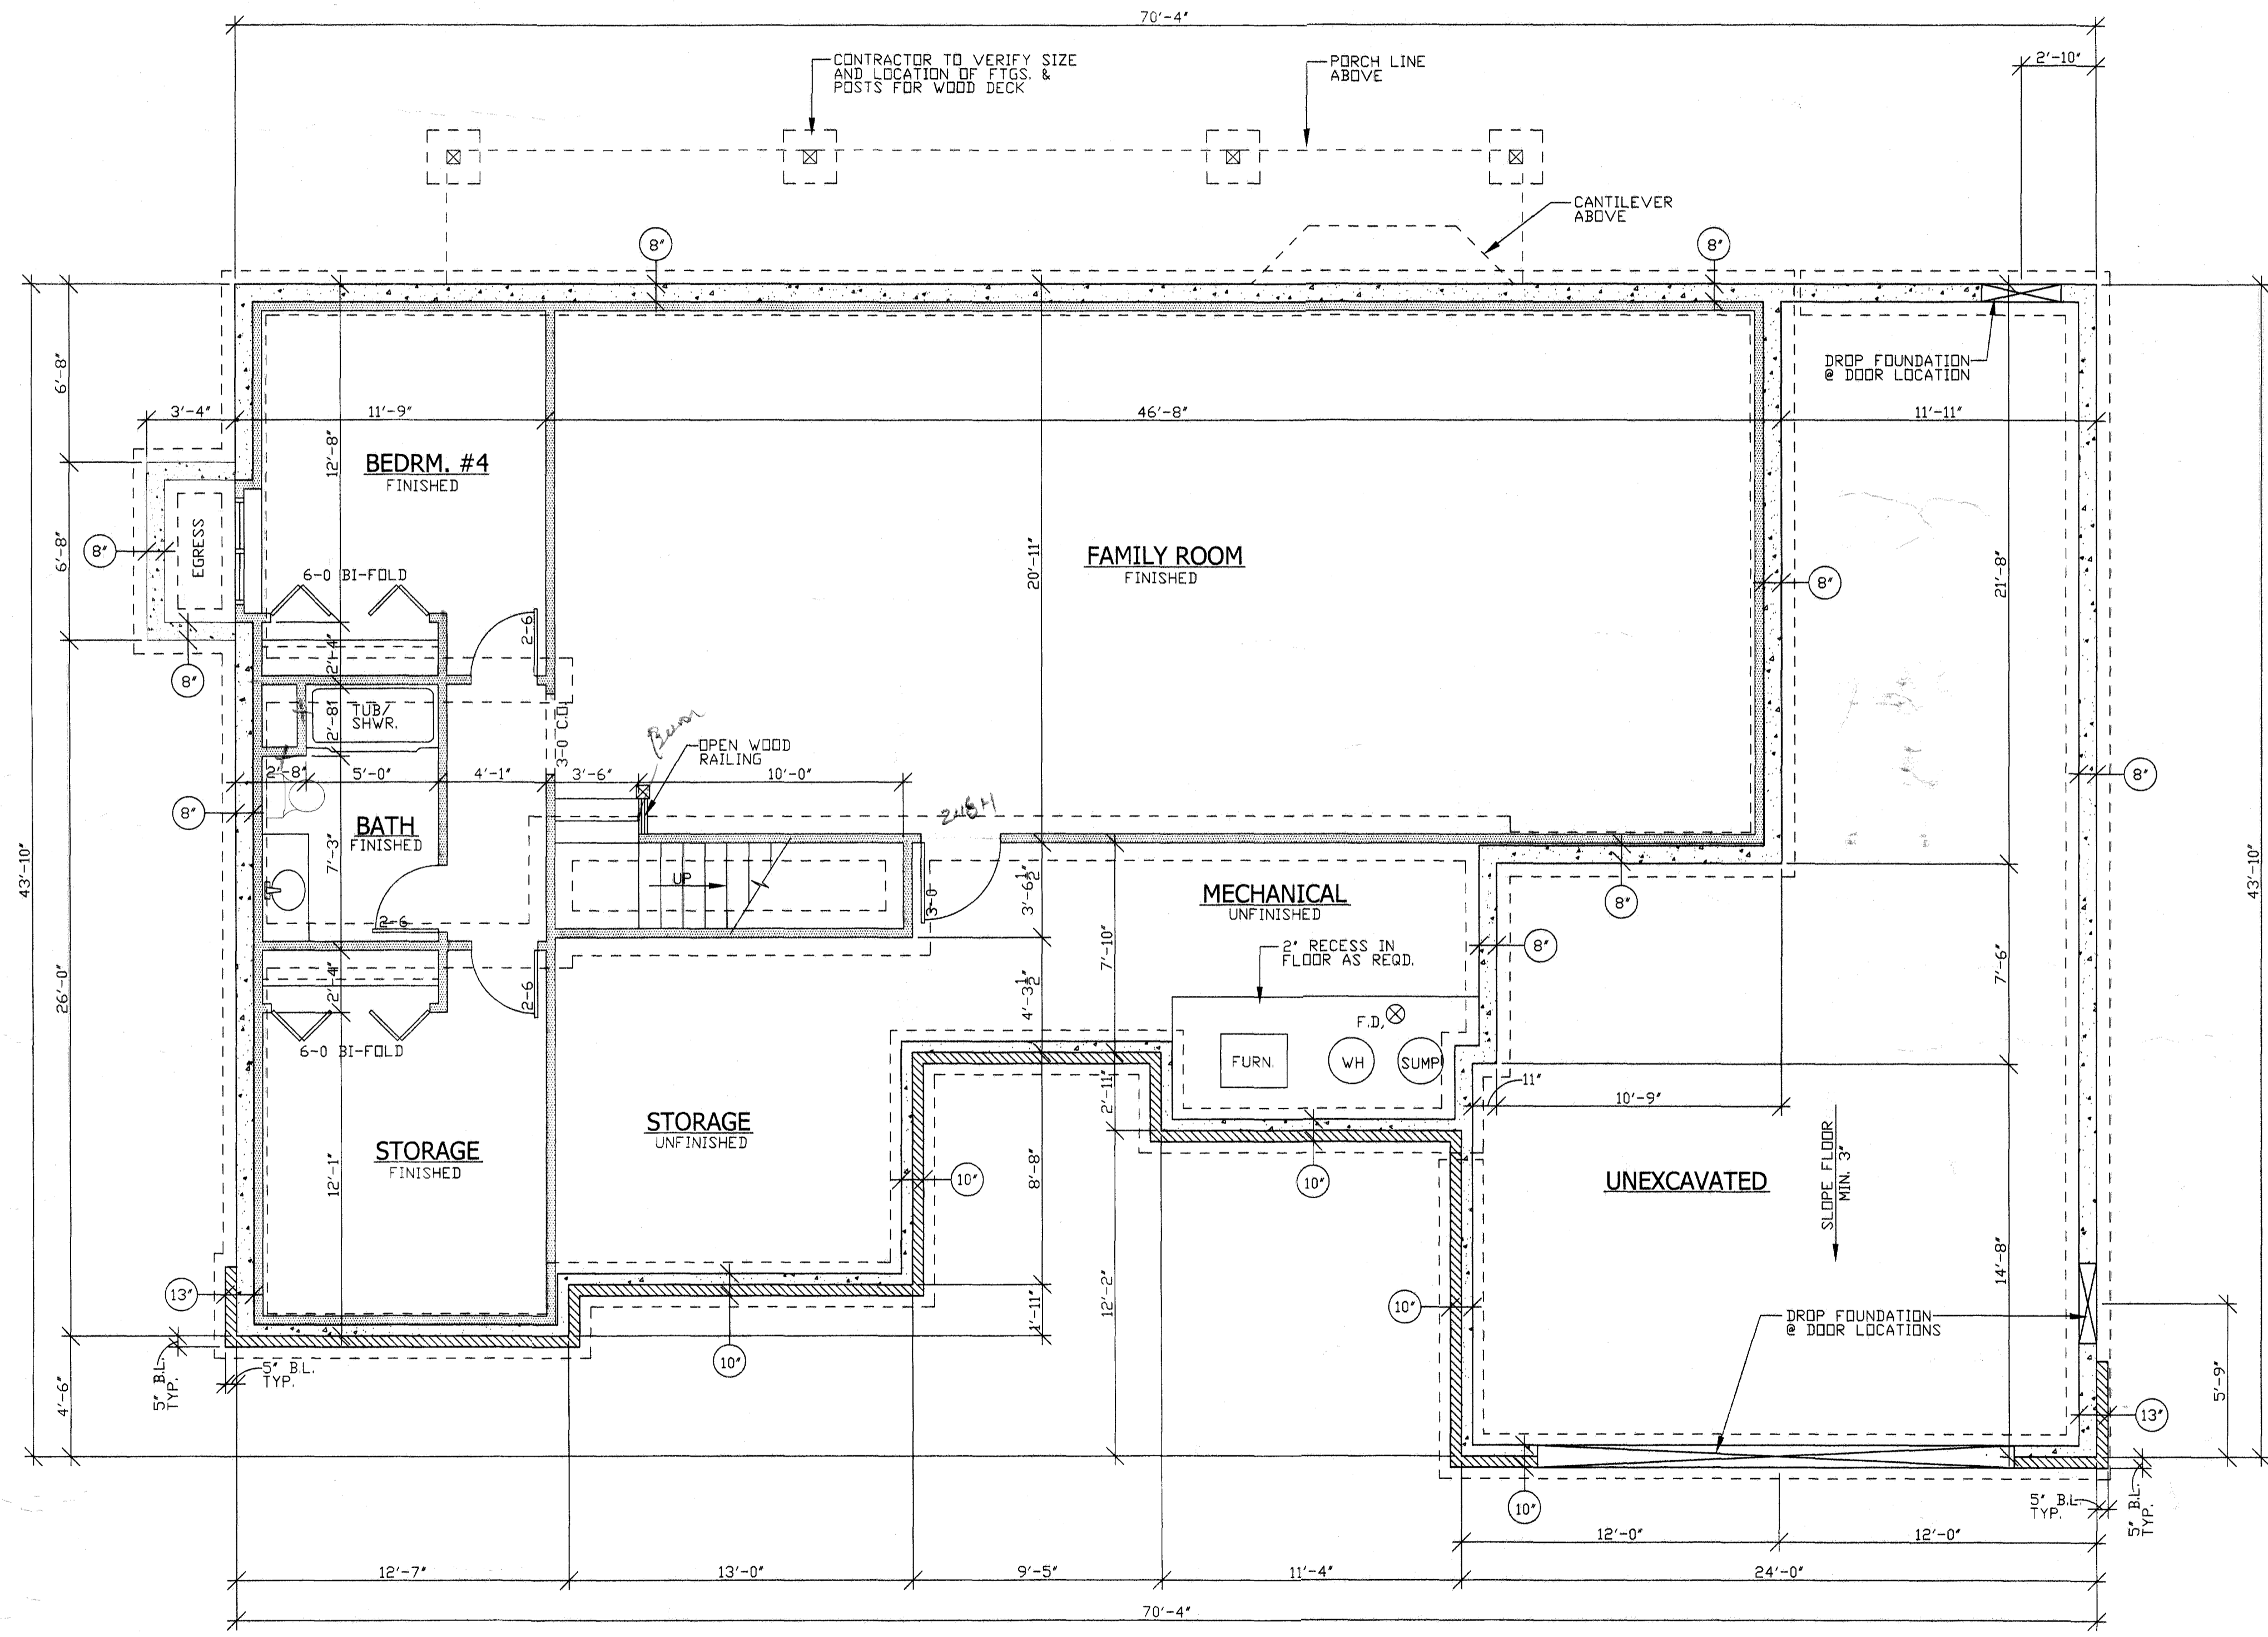 70'-4"
2'-10"
CONTRACTOR TO VERIFY SIZE
AND LOCATION OF FTGS. &
POSTS FOR WOOD DECK
PORCH LINE
ABOVE
CANTILEVER
ABOVE
8"
8"
DROP FOUNDATION
@ DOOR LOCATION
6'-8"
3'-4"
11'-9"
46'-8"
11'-11"
12'-8"
BEDRM. #4
FINISHED
6'-8"
8"
EGRESS
6-0 BI-FOLD
20'-11"
FAMILY ROOM
FINISHED
8"
21'-8"
2-6
2'-4"
8"
TUB/
SHWR.
2'-8"
3-0 C.O.
Beam
OPEN WOOD
RAILING
2'-8"
5'-0"
4'-1"
3'-6"
10'-0"
8"
8"
BATH
FINISHED
7'-3"
43'-10"
43'-10"
UP
3-0
3'-6 1/2"
MECHANICAL
UNFINISHED
8"
2-6
8"
2" RECESS IN
FLOOR AS REQD.
7'-10"
7'-6"
26'-0"
2'-4"
2-6
4'-3 1/2"
F.D.
6-0 BI-FOLD
FURN.
WH
SUMP
11"
10'-9"
2'-11"
STORAGE
UNFINISHED
STORAGE
FINISHED
12'-1"
10"
8'-8"
10"
UNEXCAVATED
SLOPE FLOOR
MIN. 3"
13"
12'-2"
10"
14'-8"
1'-11"
DROP FOUNDATION
@ DOOR LOCATIONS
10"
5" B.L.
TYP.
5" B.L.
TYP.
4'-6"
5'-9"
13"
10"
5" B.L.
TYP.
5" B.L.
TYP.
12'-0"
12'-0"
12'-7"
13'-0"
9'-5"
11'-4"
24'-0"
70'-4"